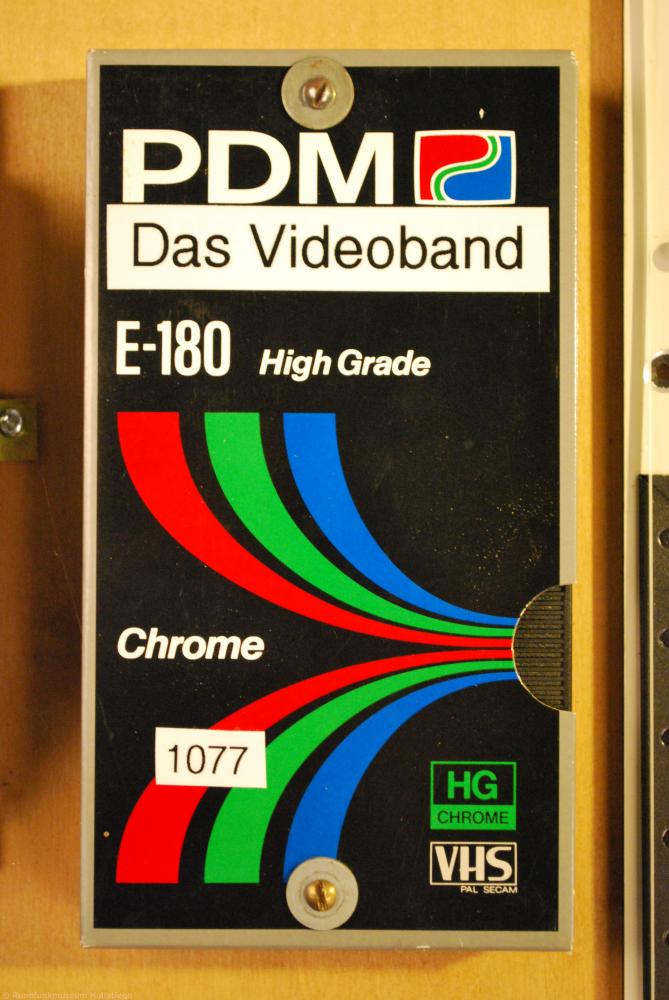 PDM
Das Videoband
E-180 High Grade
Chrome
1077
HG
CHROME
VHS
PAL SECAM